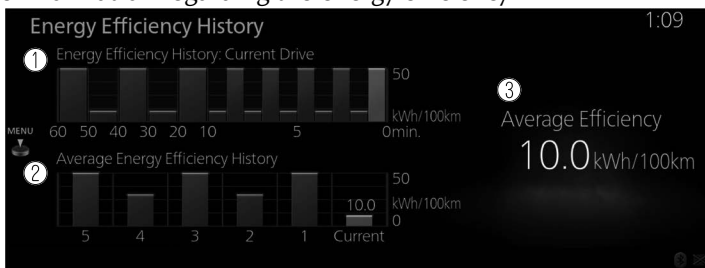 Energy Efficiency History
1:09
1
Energy Efficiency History: Current Drive
50
kWh/100km
60 50 40 30 20 10 5 0min.
MENU
2
Average Energy Efficiency History
50
10.0
kWh/100km
0
5 4 3 2 1 Current
3
Average Efficiency
10.0kWh/100km